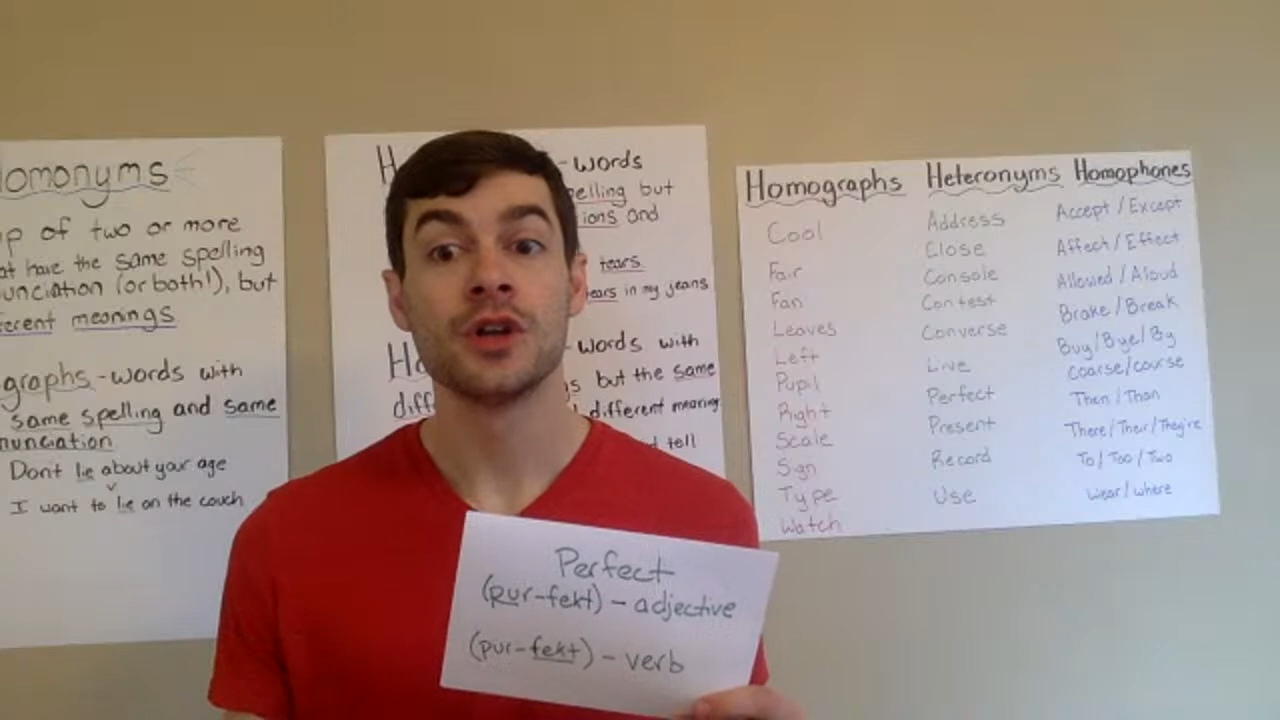 omonyms
p of two or more
at have the same spelling
unciation (or both!), but
ferent meanings
graphs - words with
same spelling and same
nunciation
Don't lie about your age
I want to lie on the couch
H - words
elling but
ions and
tears
ears in my jeans
Ho - words with
s but the same
diff different meaning
d tell
Homographs
Cool
Fair
Fan
Leaves
Left
Pupil
Right
Scale
Sign
Type
Watch
Heteronyms
Address
Close
Console
Contest
Converse
Live
Perfect
Present
Record
Use
Homophones
Accept / Except
Affect / Effect
Allowed / Aloud
Brake / Break
Buy / Bye / By
Coarse / course
Then / Than
There / Their / They're
To / Too / Two
Wear / where
Perfect
(pur-fekt) - adjective
(pur-fekt) - verb